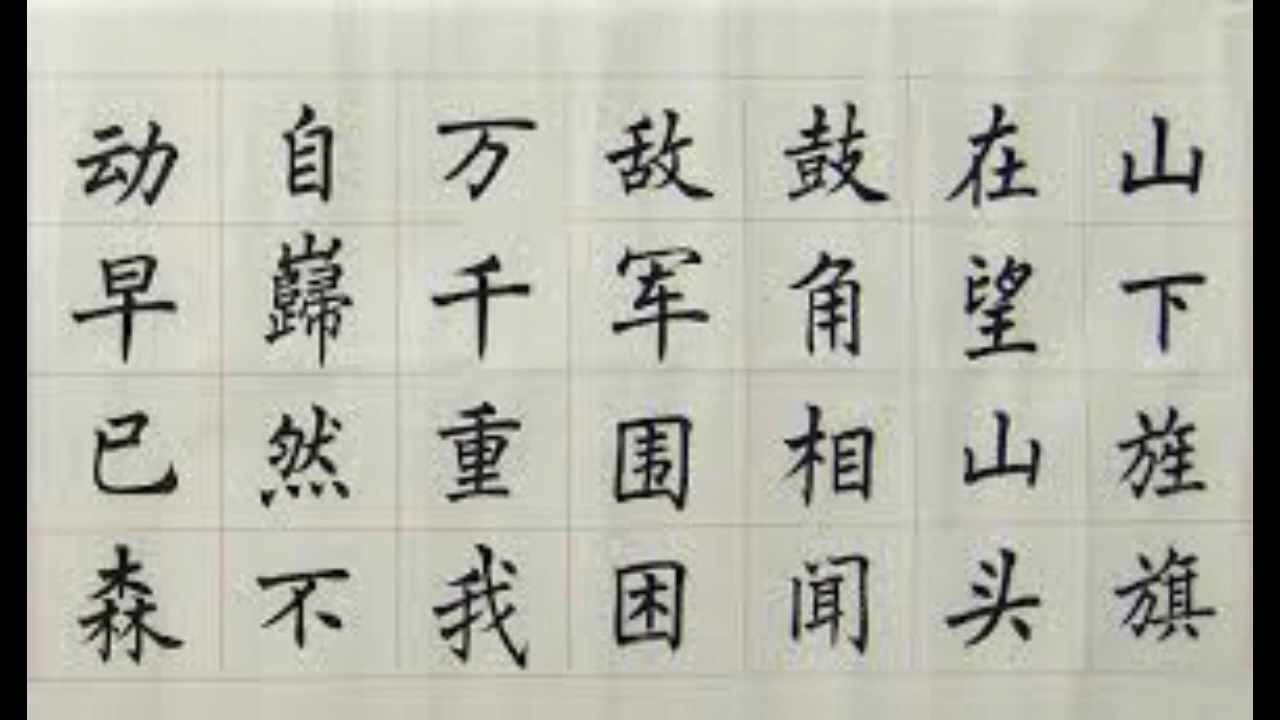 山下旌旗
在望山头
鼓角相闻
敌军围困
万千重我
自巋然不
动早已森